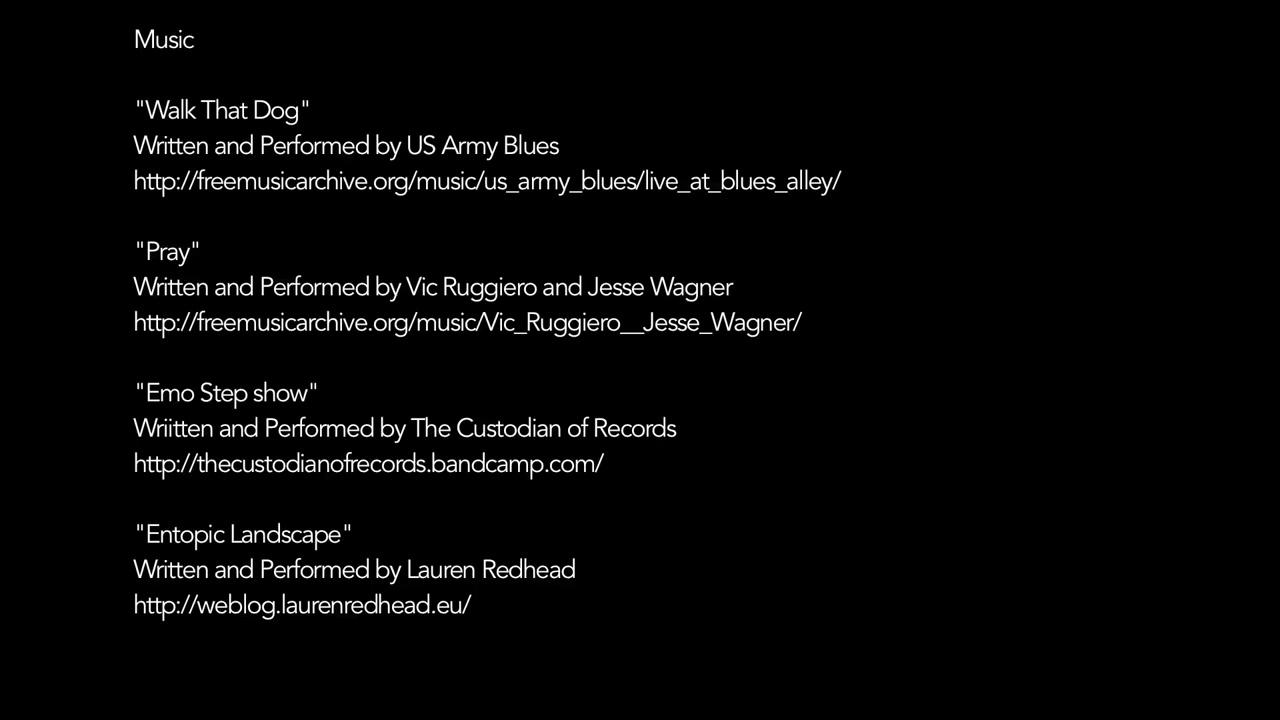 Music
"Walk That Dog"
Written and Performed by US Army Blues
http://freemusicarchive.org/music/us_army_blues/live_at_blues_alley/
"Pray"
Written and Performed by Vic Ruggiero and Jesse Wagner
http://freemusicarchive.org/music/Vic_Ruggiero__Jesse_Wagner/
"Emo Step show"
Wriitten and Performed by The Custodian of Records
http://thecustodianofrecords.bandcamp.com/
"Entopic Landscape"
Written and Performed by Lauren Redhead
http://weblog.laurenredhead.eu/